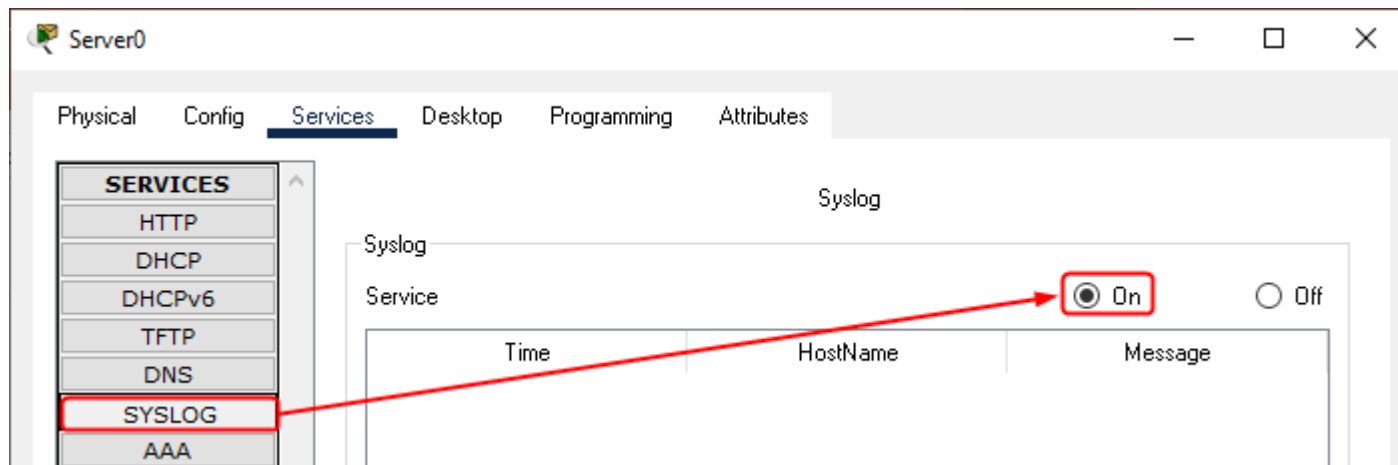 Server0
Physical Config Services Desktop Programming Attributes
SERVICES
HTTP
DHCP
DHCPv6
TFTP
DNS
SYSLOG
AAA
Syslog
Syslog
Service On Off
Time HostName Message